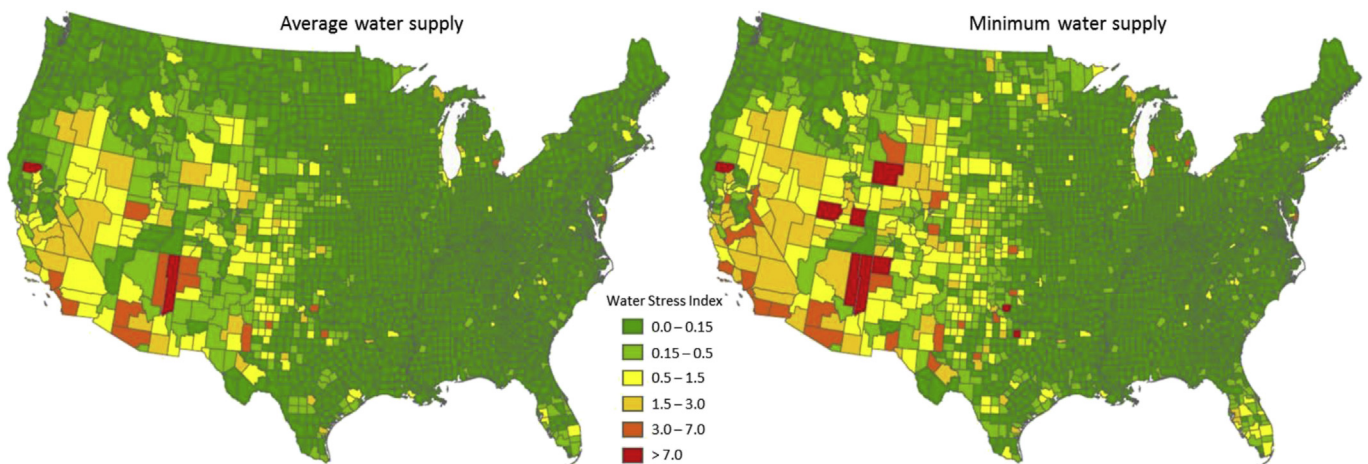 Average water supply
Minimum water supply
Water Stress Index
0.0 – 0.15
0.15 – 0.5
0.5 – 1.5
1.5 – 3.0
3.0 – 7.0
> 7.0